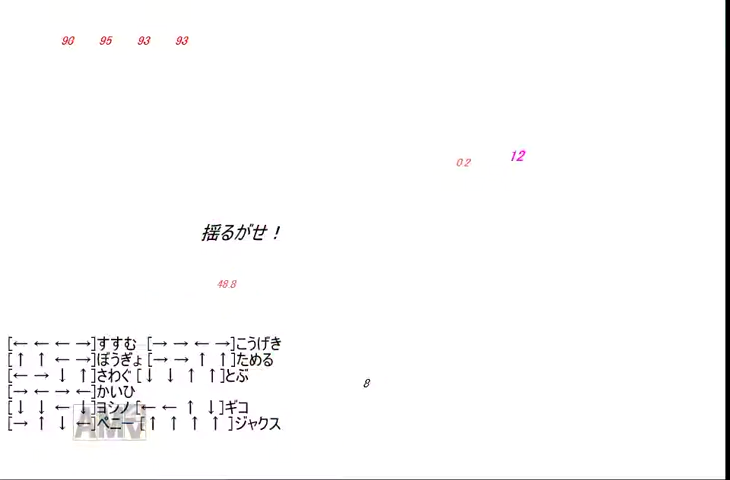 90 95 93 93
12
0.2
揺るがせ！
48.8
[← ← ← →]すすむ [→ → ← →]こうげき
[↑ ↑ ← →]ぼうぎょ [→ → ↑ ↑]ためる
[← → ↓ ↑]さわぐ [↓ ↓ ↑ ↑]とぶ
8
[→ ← → ←]かいひ
[↓ ↓ ← ↓]ヨシノ [← ← ↑ ↓]ギコ
[→ ↑ ↓ ←]ペニー [↑ ↑ ↑ ↑]ジャクス
AMV